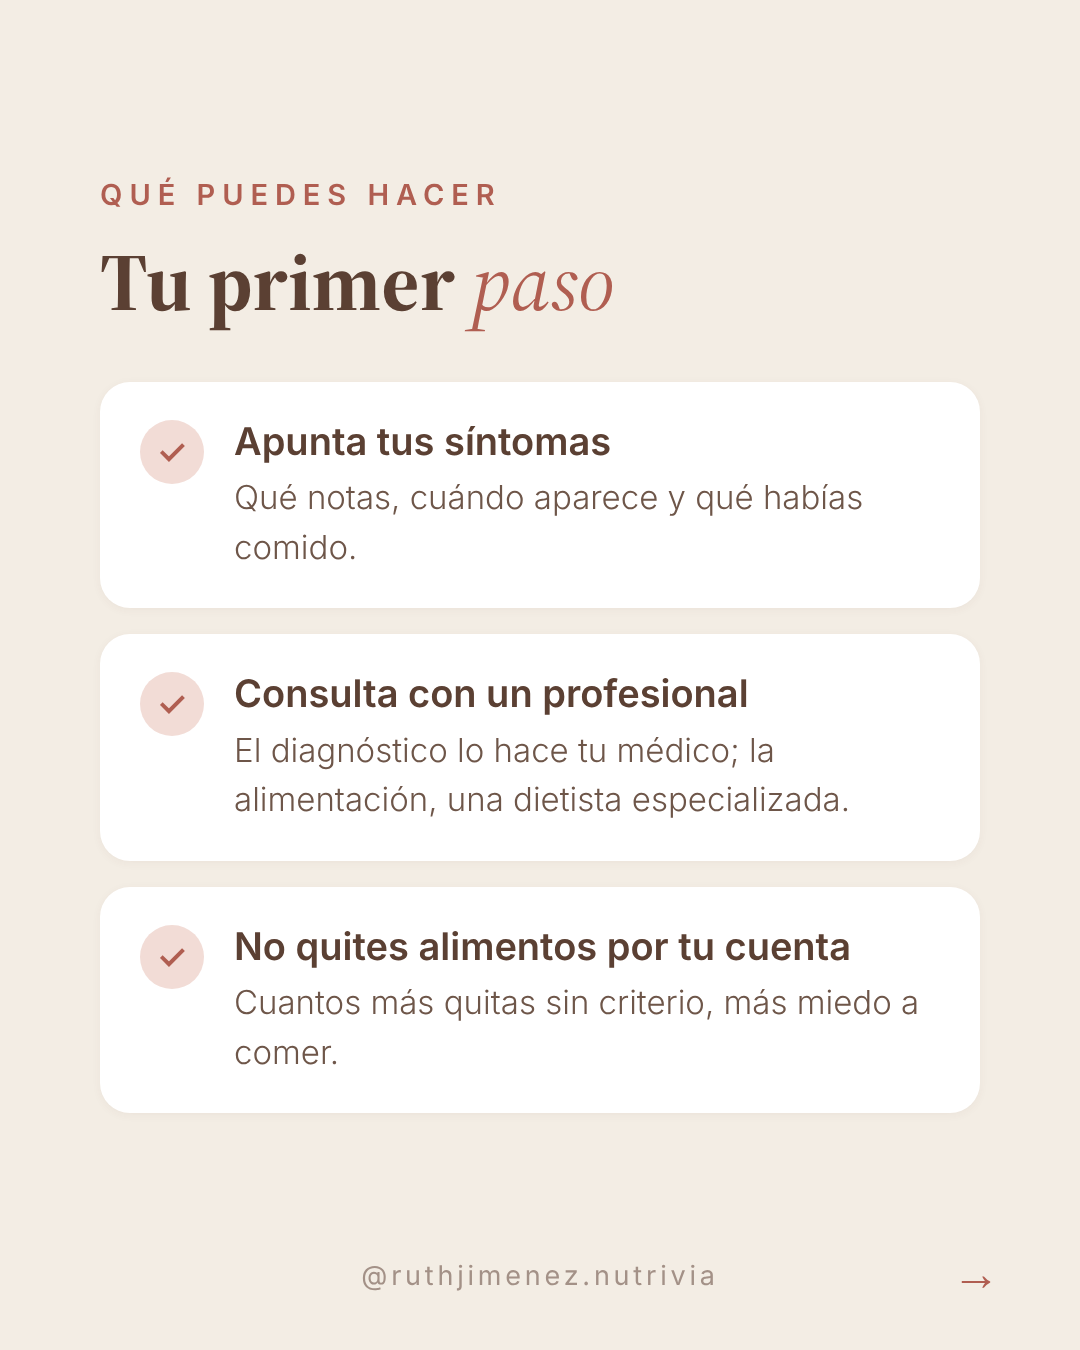 QUÉ PUEDES HACER
Tu primer paso
Apunta tus síntomas
Qué notas, cuándo aparece y qué habías
comido.
Consulta con un profesional
El diagnóstico lo hace tu médico; la
alimentación, una dietista especializada.
No quites alimentos por tu cuenta
Cuantos más quitas sin criterio, más miedo a
comer.
@ruthjimenez.nutrivia →